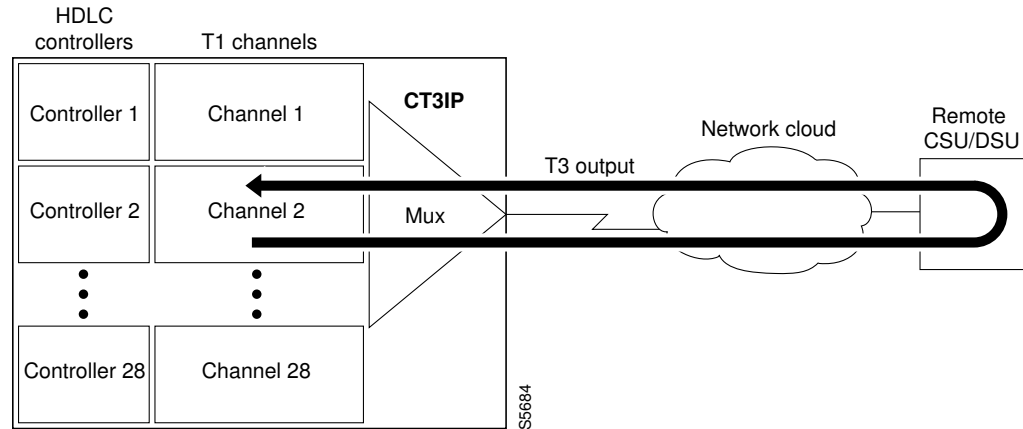 HDLC
controllers
T1 channels
CT3IP
Controller 1
Channel 1
Network cloud
Remote
CSU/DSU
T3 output
Controller 2
Channel 2
Mux
Controller 28
Channel 28
S5684